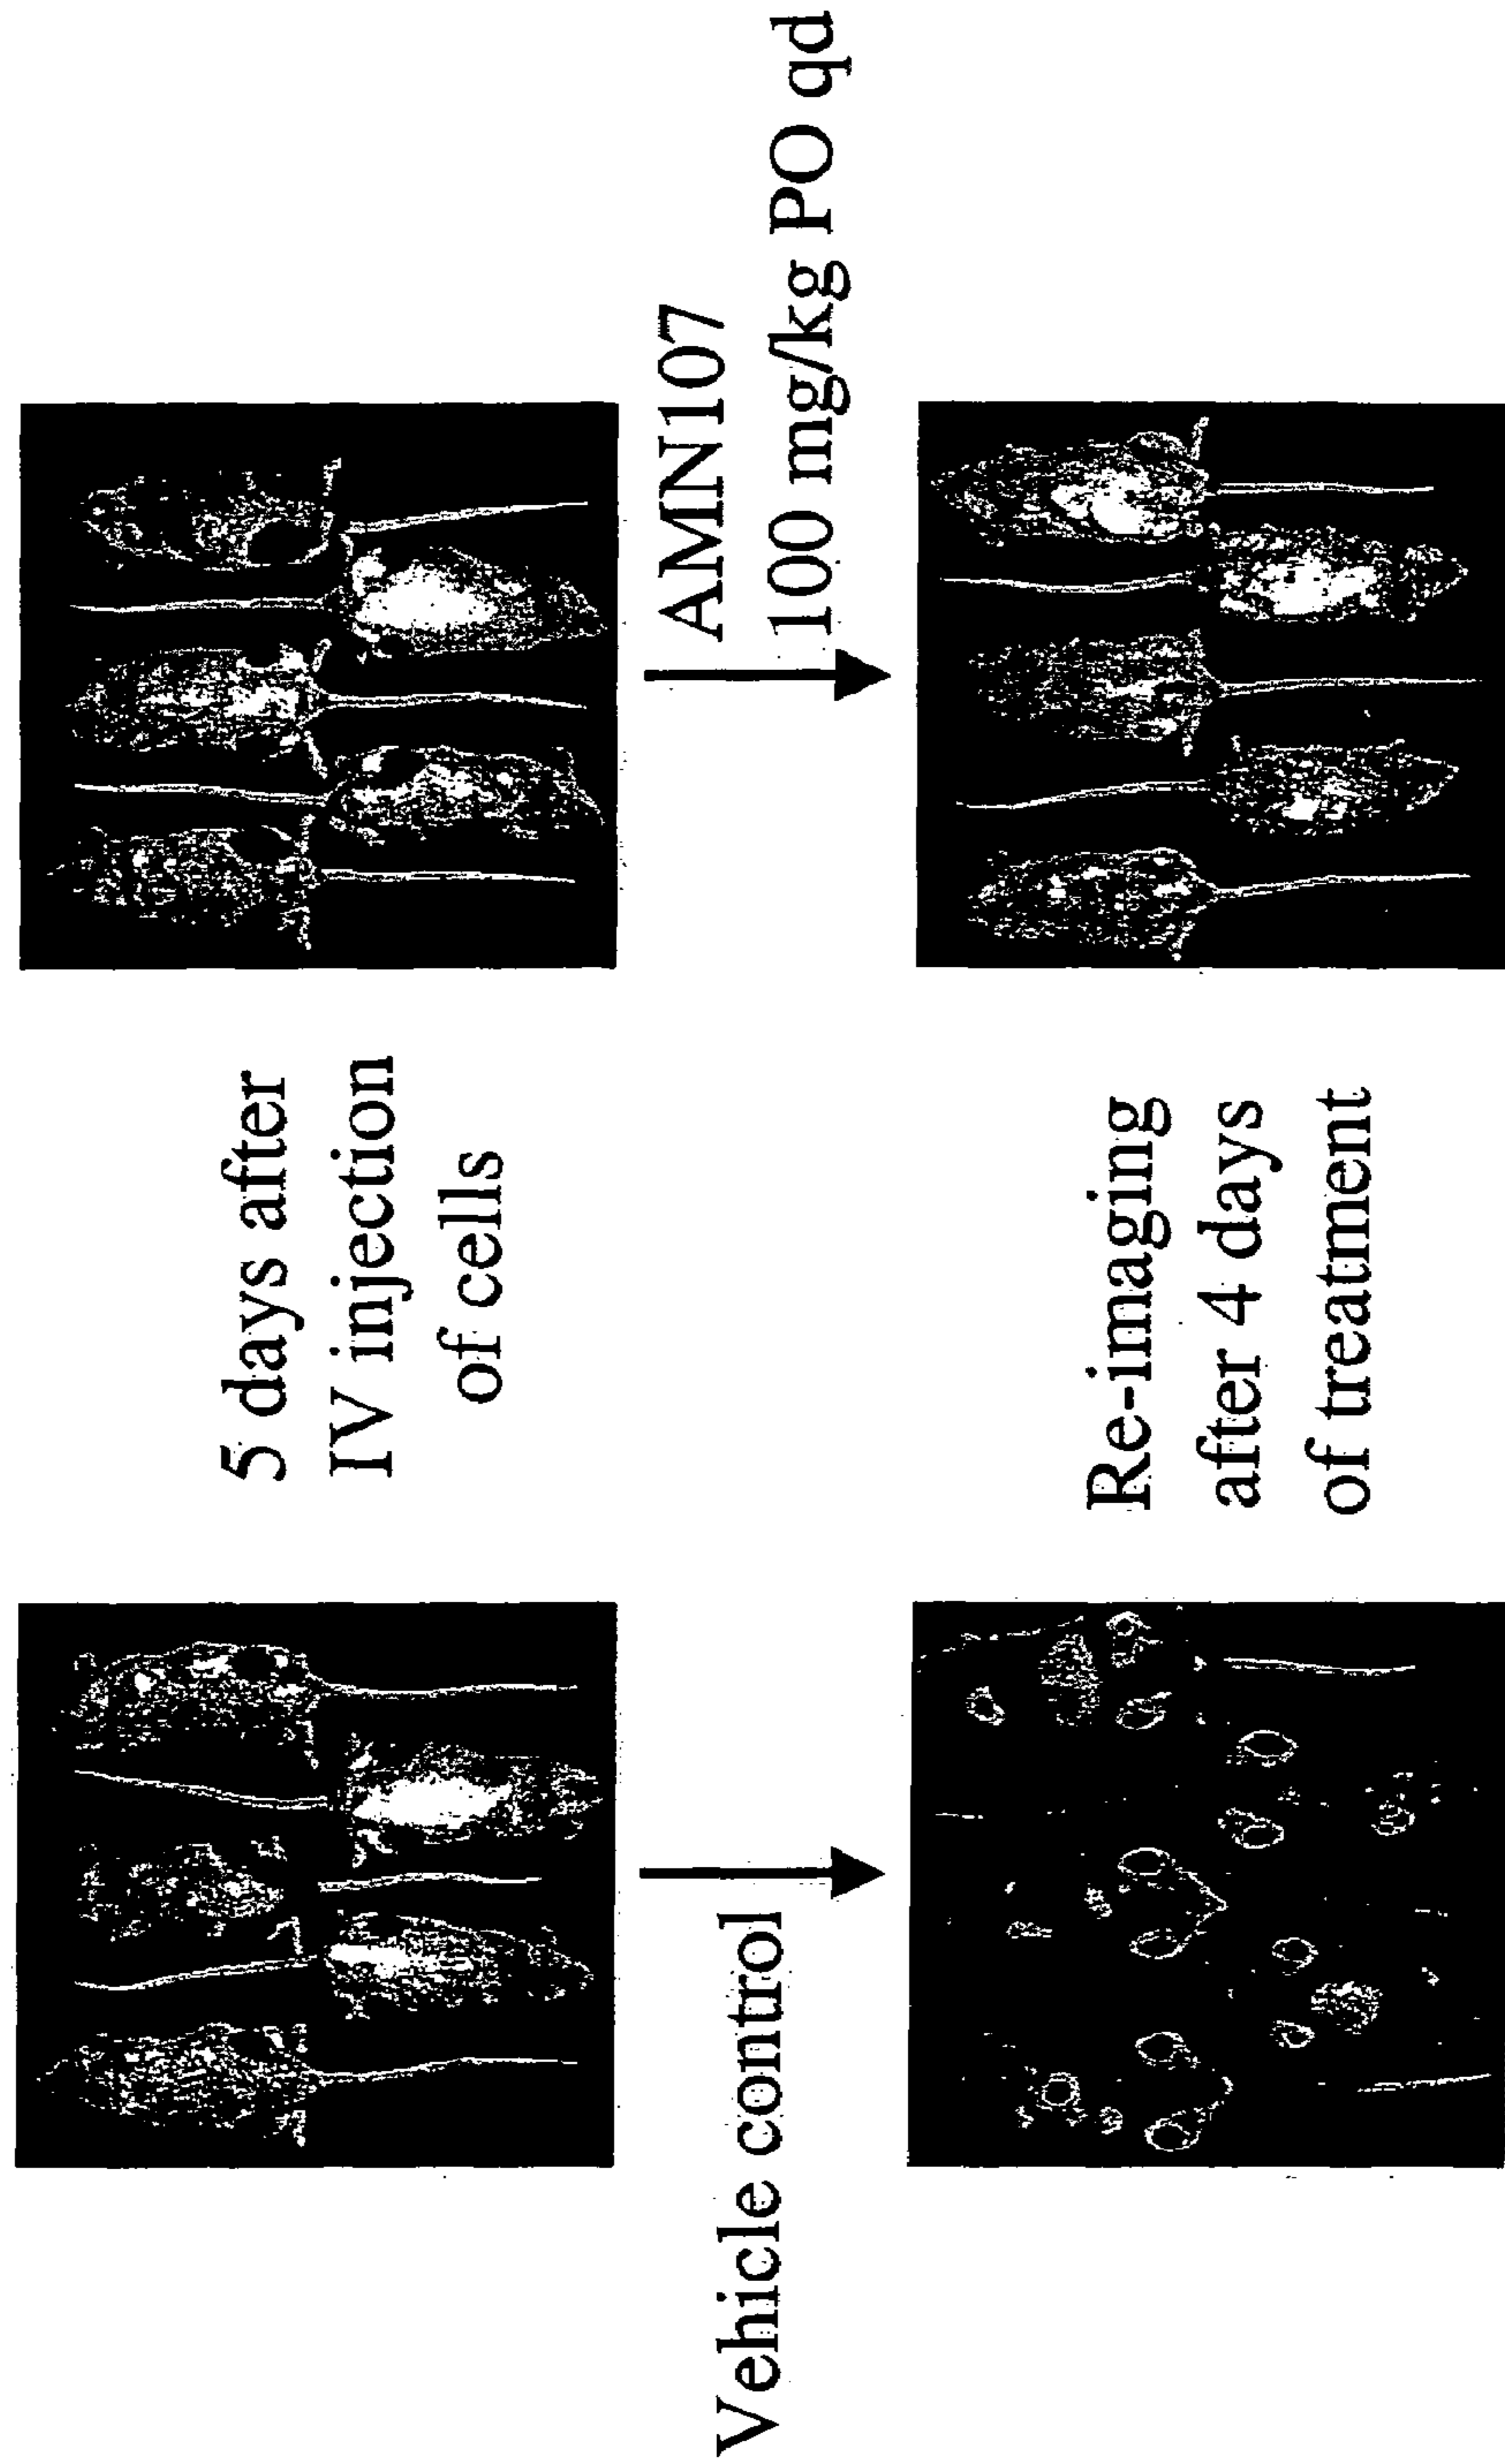 5 days after
IV injection
of cells
Vehicle control
AMN107
100 mg/kg PO qd
Re-imaging
after 4 days
of treatment